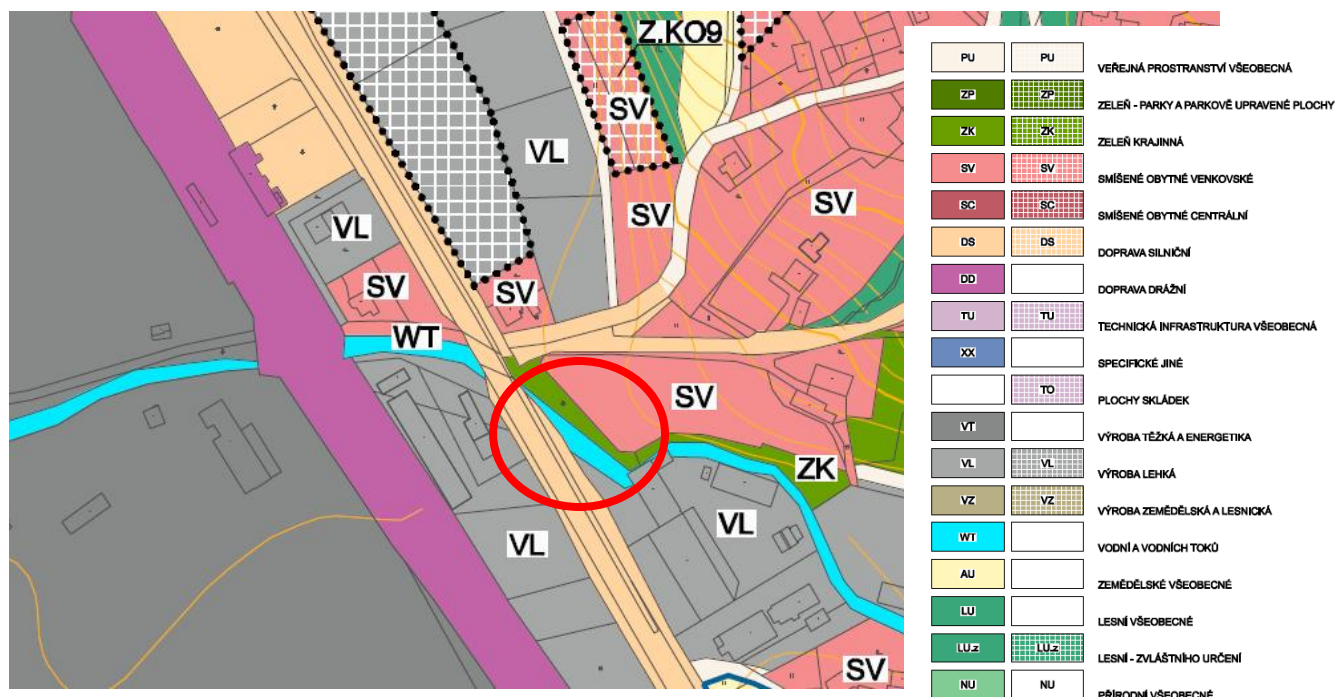 Z.KO9
SV
VL
SV
SV
VL
SV
SV
WT
SV
ZK
VL
VL
SV
PU PU VEŘEJNÁ PROSTRANSTVÍ VŠEOBECNÁ
ZP ZP ZELEŇ - PARKY A PARKOVĚ UPRAVENÉ PLOCHY
ZK ZK ZELEŇ KRAJINNÁ
SV SV SMÍŠENÉ OBYTNÉ VENKOVSKÉ
SC SC SMÍŠENÉ OBYTNÉ CENTRÁLNÍ
DS DS DOPRAVA SILNIČNÍ
DD DOPRAVA DRÁŽNÍ
TU TU TECHNICKÁ INFRASTRUKTURA VŠEOBECNÁ
XX SPECIFICKÉ JINÉ
TO PLOCHY SKLÁDEK
VT VÝROBA TĚŽKÁ A ENERGETIKA
VL VL VÝROBA LEHKÁ
VZ VZ VÝROBA ZEMĚDĚLSKÁ A LESNICKÁ
WT VODNÍ A VODNÍCH TOKŮ
AU ZEMĚDĚLSKÉ VŠEOBECNÉ
LU LESNÍ VŠEOBECNÉ
LU.z LU.z LESNÍ - ZVLÁŠTNÍHO URČENÍ
NU NU PŘÍRODNÍ VŠEOBECNÉ